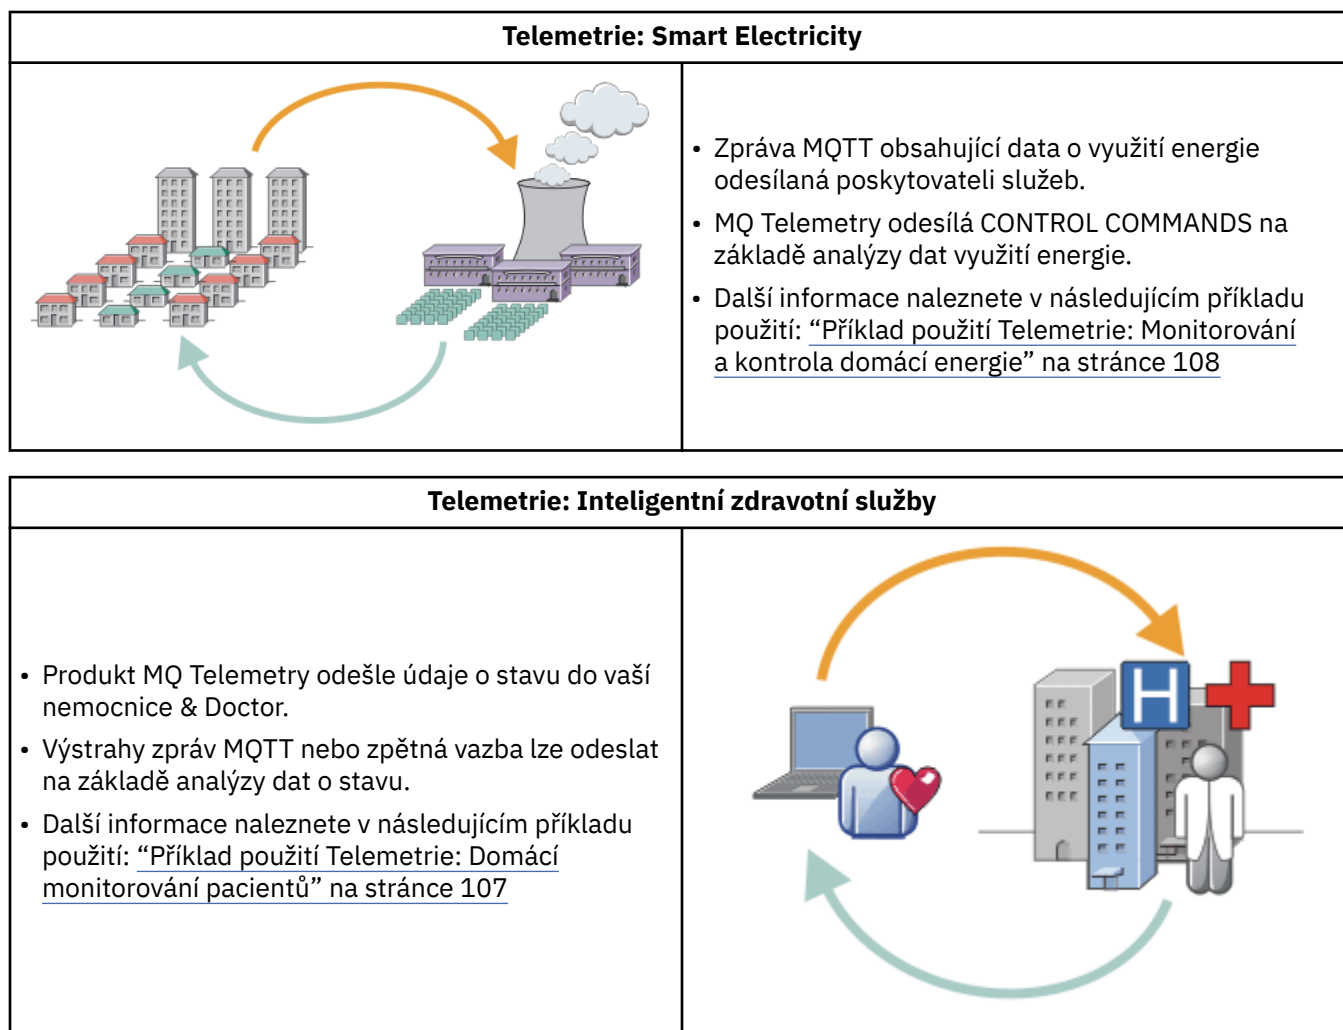 Telemetrie: Smart Electricity
• Zpráva MQTT obsahující data o využití energie
odesílaná poskytovateli služeb.
• MQ Telemetry odesílá CONTROL COMMANDS na
základě analýzy dat využití energie.
• Další informace naleznete v následujícím příkladu
použití: “Příklad použití Telemetrie: Monitorování
a kontrola domácí energie” na stránce 108
Telemetrie: Inteligentní zdravotní služby
• Produkt MQ Telemetry odešle údaje o stavu do vaší
nemocnice & Doctor.
• Výstrahy zpráv MQTT nebo zpětná vazba lze odeslat
na základě analýzy dat o stavu.
• Další informace naleznete v následujícím příkladu
použití: “Příklad použití Telemetrie: Domácí
monitorování pacientů” na stránce 107
H